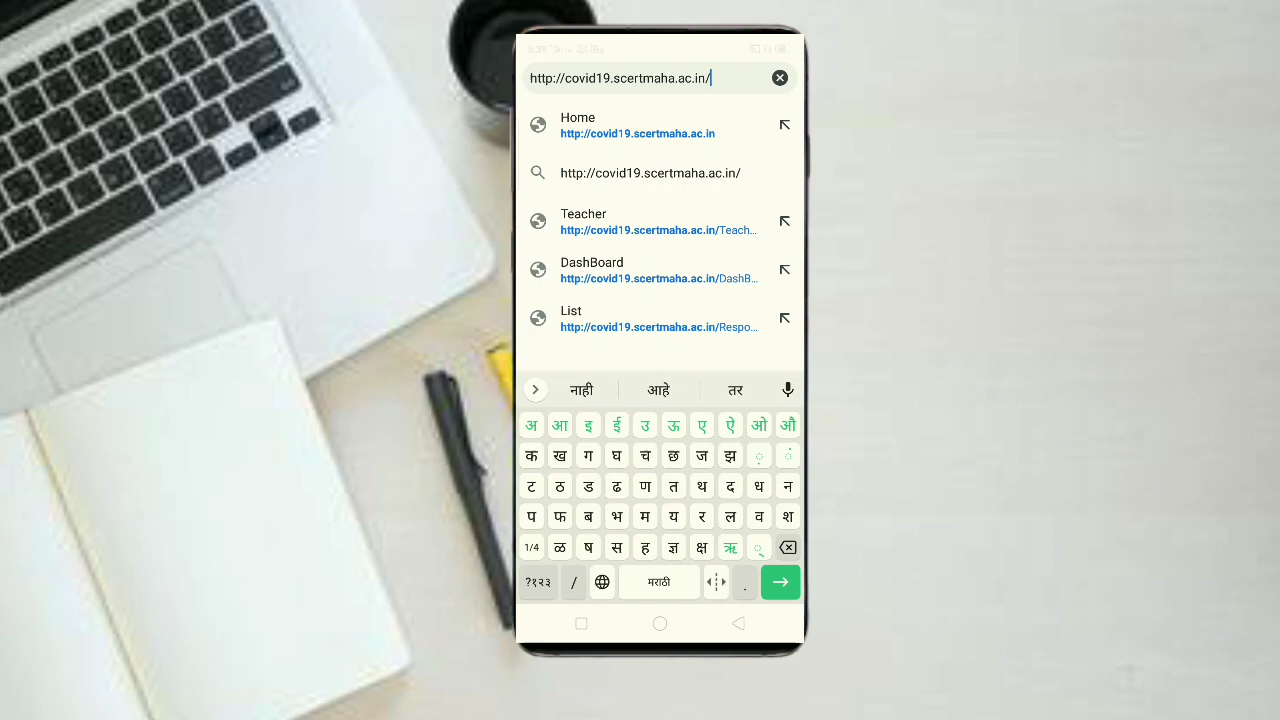 http://covid19.scertmaha.ac.in/
Home
http://covid19.scertmaha.ac.in
http://covid19.scertmaha.ac.in/
Teacher
http://covid19.scertmaha.ac.in/Teach...
DashBoard
http://covid19.scertmaha.ac.in/DashB...
List
http://covid19.scertmaha.ac.in/Respo...
नाही आहे तर
अ आ इ ई उ ऊ ए ऐ ओ औ
क ख ग घ च छ ज झ ़ ं
ट ठ ड ढ ण त थ द ध न
प फ ब भ म य र ल व श
1/4 ळ ष स ह ज्ञ क्ष ऋ ्
?१२३ / मराठी .